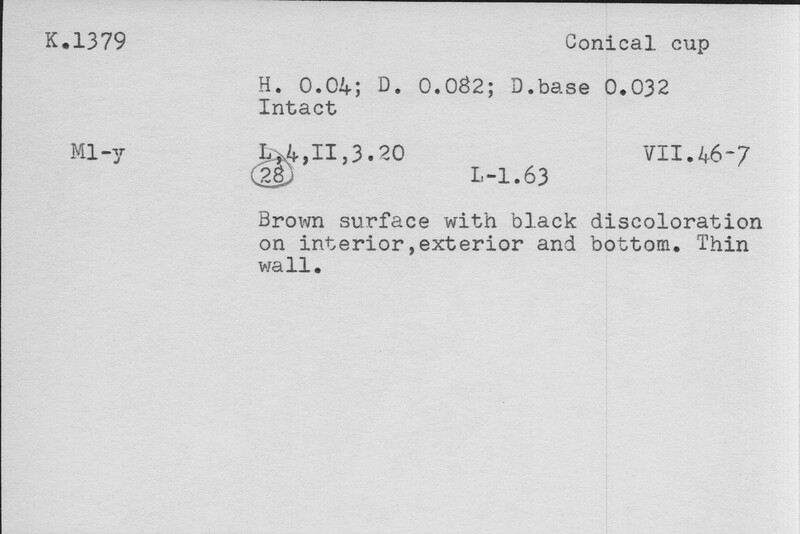 K.1379 Conical cup
H. 0.04; D. 0.082; D.base 0.032
Intact
Ml-y L,4,II,3.20 VII.46-7
28 L-1.63
Brown surface with black discoloration
on interior,exterior and bottom. Thin
wall.